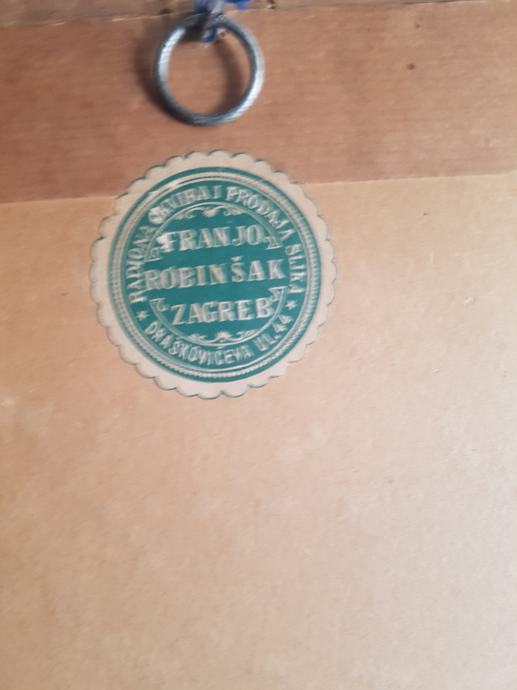 RADIONA OKVIRA I PRODAJA SLIKA
FRANJO
ROBINŠAK
ZAGREB
* DRAŠKOVIĆEVA UL. 44 *